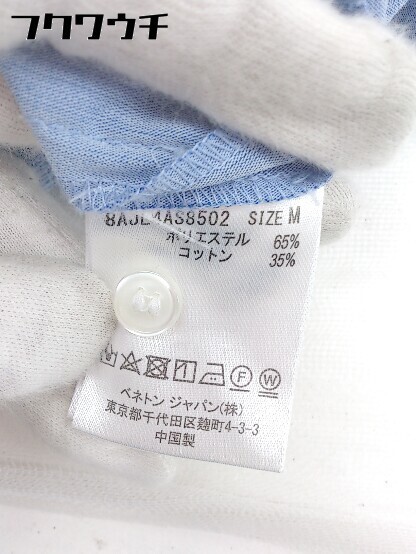 フクワウチ
SIZE M
ポリエステル 65%
コットン 35%
F W
ベネトン ジャパン(株)
東京都千代田区麹町4-3-3
中国製